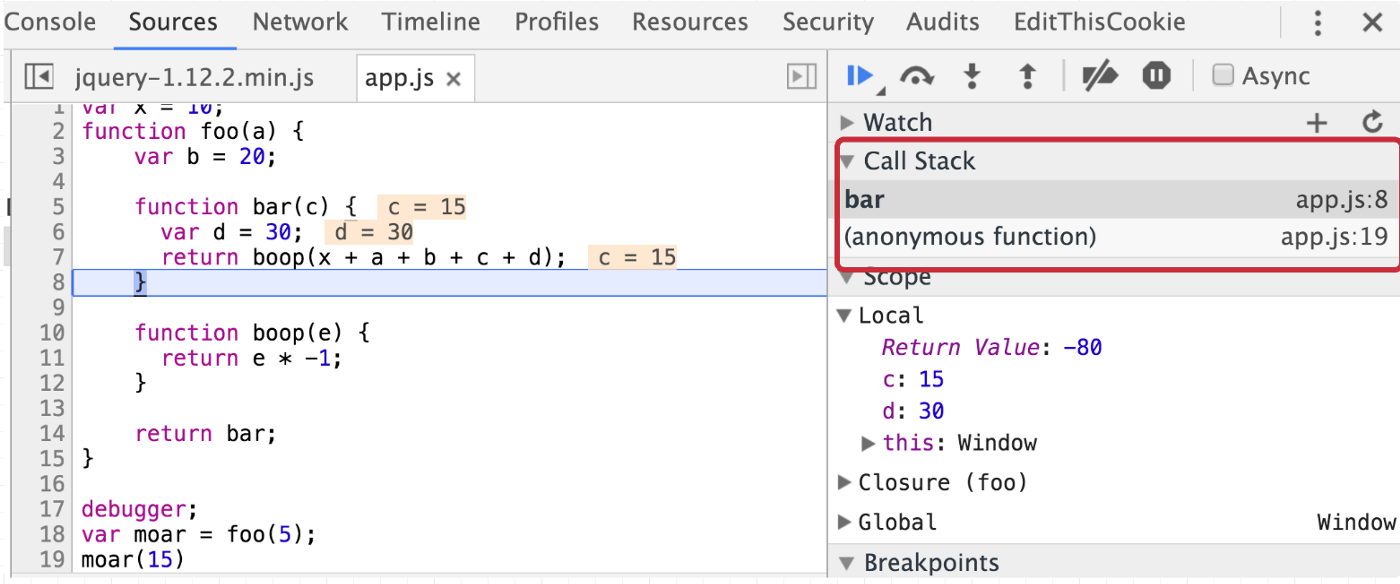 Console Sources Network Timeline Profiles Resources Security Audits EditThisCookie
jquery-1.12.2.min.js app.js × Async
1 var x = 10;
2 function foo(a) {
3 var b = 20;
4
5 function bar(c) { c = 15
6 var d = 30; d = 30
7 return boop(x + a + b + c + d); c = 15
8 }
9
10 function boop(e) {
11 return e * -1;
12 }
13
14 return bar;
15 }
16
17 debugger;
18 var moar = foo(5);
19 moar(15)
Watch
Call Stack
bar app.js:8
(anonymous function) app.js:19
Scope
Local
Return Value: -80
c: 15
d: 30
this: Window
Closure (foo)
Global Window
Breakpoints